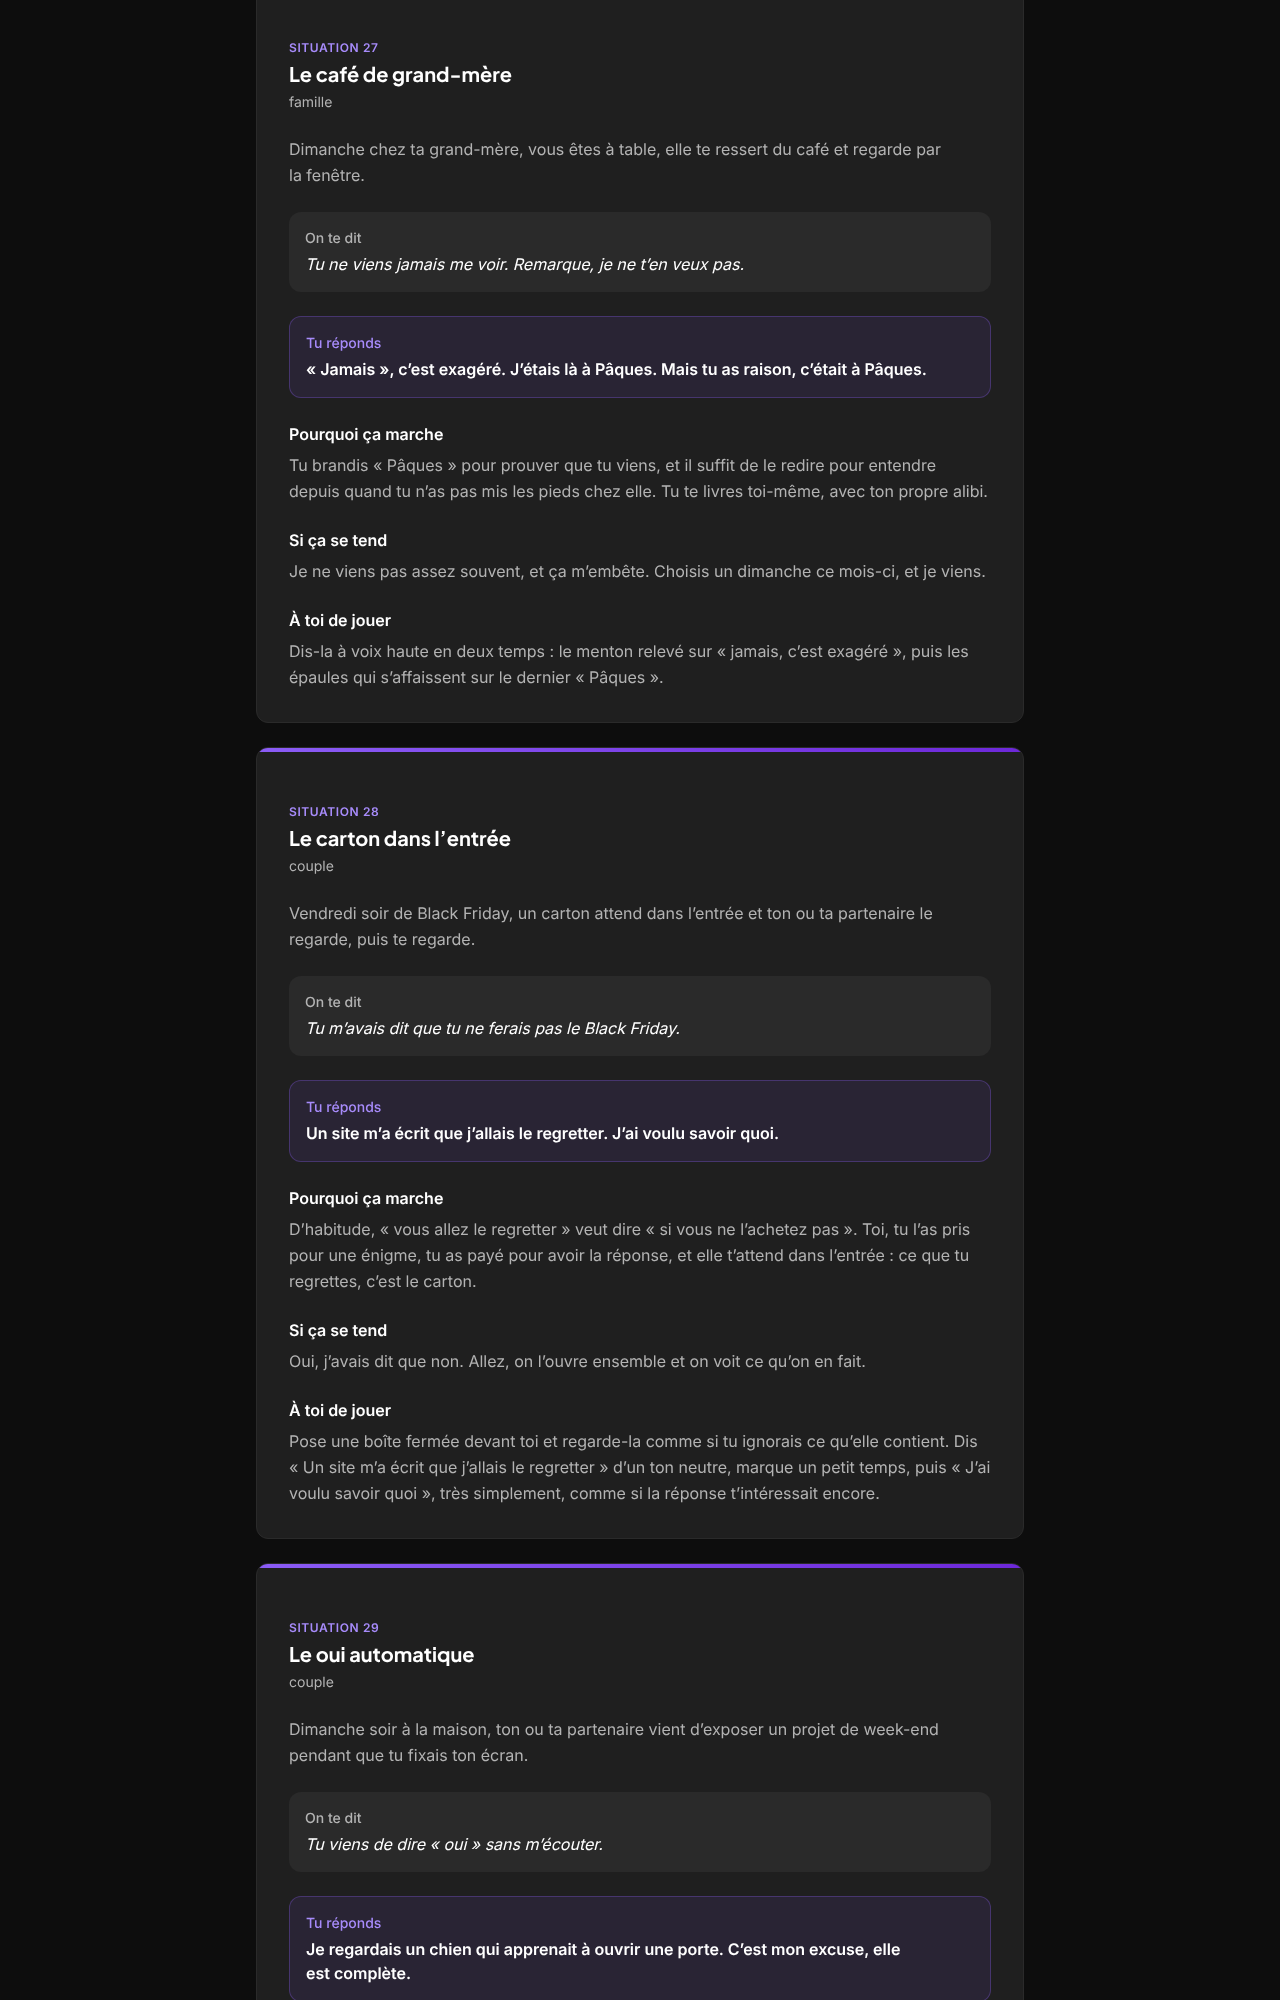 SITUATION 27
Le café de grand-mère
famille
Dimanche chez ta grand-mère, vous êtes à table, elle te ressert du café et regarde par
la fenêtre.
On te dit
Tu ne viens jamais me voir. Remarque, je ne t’en veux pas.
Tu réponds
« Jamais », c’est exagéré. J’étais là à Pâques. Mais tu as raison, c’était à Pâques.
Pourquoi ça marche
Tu brandis « Pâques » pour prouver que tu viens, et il suffit de le redire pour entendre
depuis quand tu n’as pas mis les pieds chez elle. Tu te livres toi-même, avec ton propre alibi.
Si ça se tend
Je ne viens pas assez souvent, et ça m’embête. Choisis un dimanche ce mois-ci, et je viens.
À toi de jouer
Dis-la à voix haute en deux temps : le menton relevé sur « jamais, c’est exagéré », puis les
épaules qui s’affaissent sur le dernier « Pâques ».
SITUATION 28
Le carton dans l’entrée
couple
Vendredi soir de Black Friday, un carton attend dans l’entrée et ton ou ta partenaire le
regarde, puis te regarde.
On te dit
Tu m’avais dit que tu ne ferais pas le Black Friday.
Tu réponds
Un site m’a écrit que j’allais le regretter. J’ai voulu savoir quoi.
Pourquoi ça marche
D’habitude, « vous allez le regretter » veut dire « si vous ne l’achetez pas ». Toi, tu l’as pris
pour une énigme, tu as payé pour avoir la réponse, et elle t’attend dans l’entrée : ce que tu
regrettes, c’est le carton.
Si ça se tend
Oui, j’avais dit que non. Allez, on l’ouvre ensemble et on voit ce qu’on en fait.
À toi de jouer
Pose une boîte fermée devant toi et regarde-la comme si tu ignorais ce qu’elle contient. Dis
« Un site m’a écrit que j’allais le regretter » d’un ton neutre, marque un petit temps, puis « J’ai
voulu savoir quoi », très simplement, comme si la réponse t’intéressait encore.
SITUATION 29
Le oui automatique
couple
Dimanche soir à la maison, ton ou ta partenaire vient d’exposer un projet de week-end
pendant que tu fixais ton écran.
On te dit
Tu viens de dire « oui » sans m’écouter.
Tu réponds
Je regardais un chien qui apprenait à ouvrir une porte. C’est mon excuse, elle
est complète.